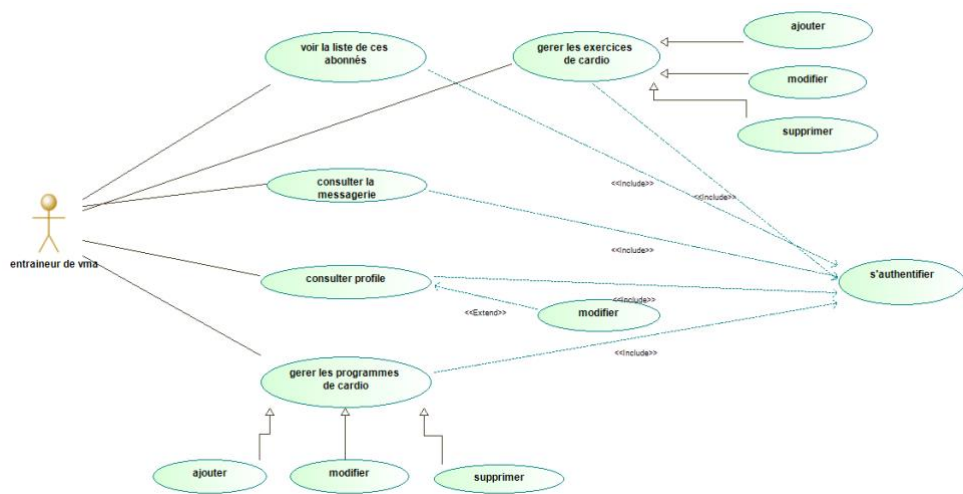 ajouter
voir la liste de ces
abonnés
gerer les exercices
de cardio
modifier
supprimer
consulter la
messagerie
<<Include>>
<<Include>>
entraineur de vma
<<Include>>
s'authentifier
consulter profile
<<Include>>
<<Extend>>
modifier
<<Include>>
gerer les programmes
de cardio
ajouter
modifier
supprimer